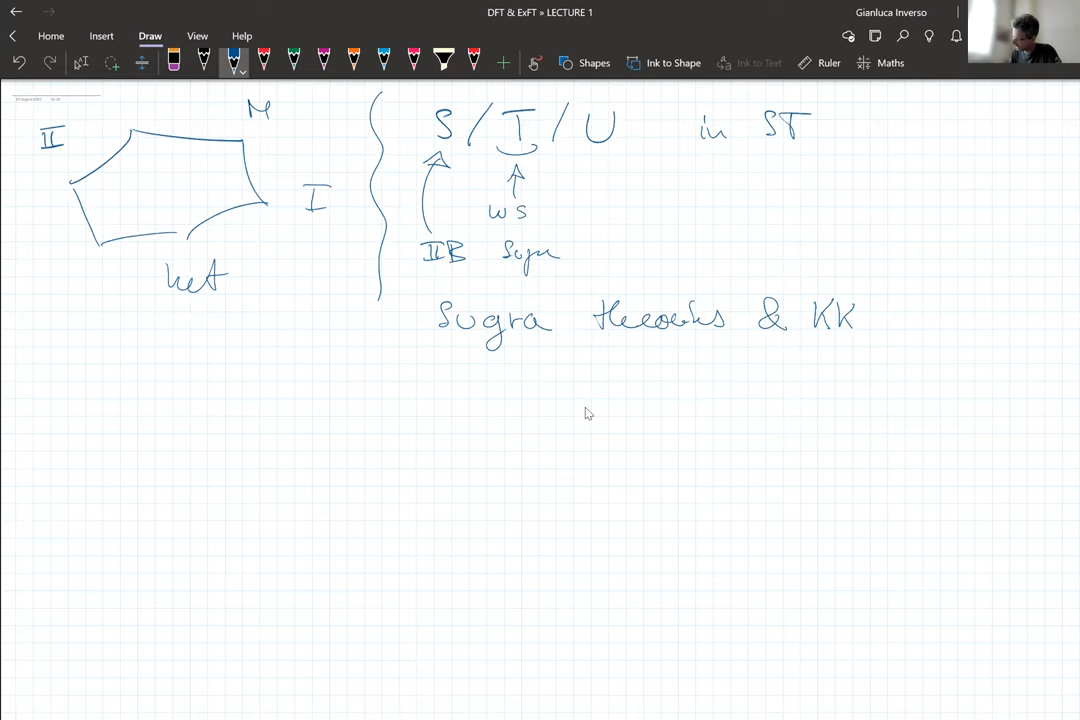 DFT & ExFT » LECTURE 1
Gianluca Inverso
Home Insert Draw View Help
Shapes Ink to Shape Ink to Text Ruler Maths
M
II
I
het
S / T / U in ST
WS
IIB Sugra
Sugra theories & KK